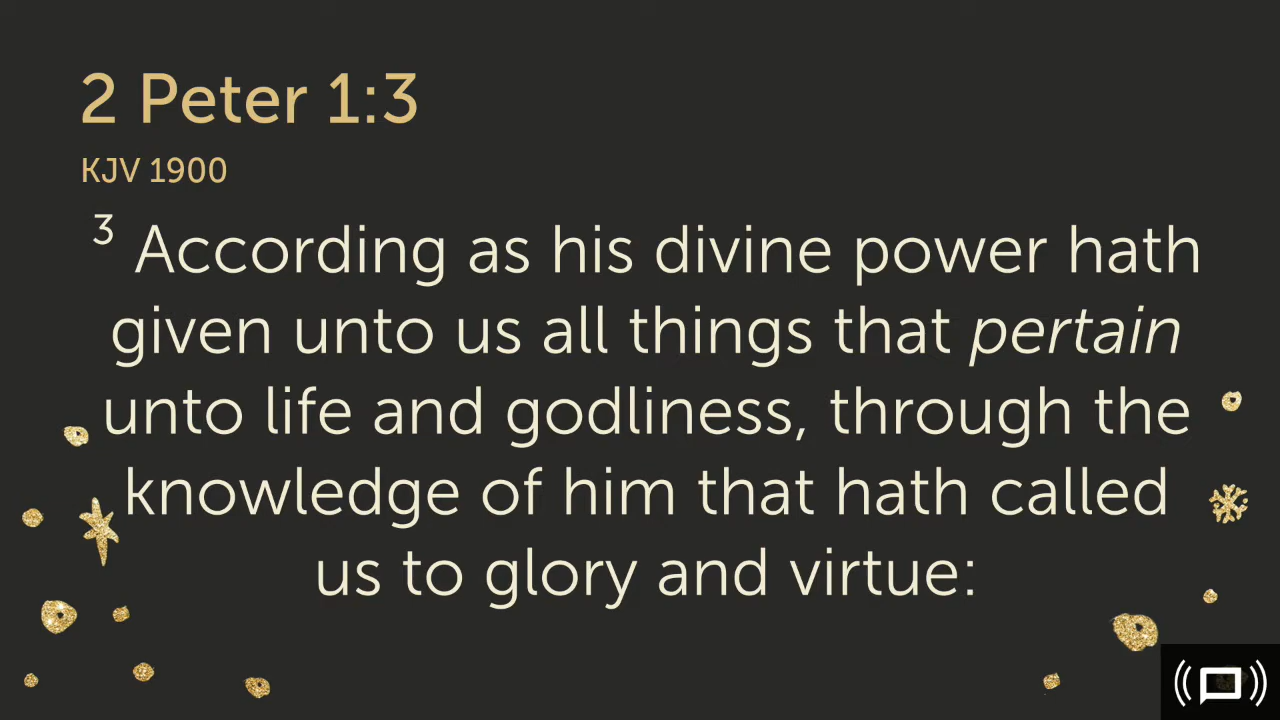 2 Peter 1:3
KJV 1900
3 According as his divine power hath
given unto us all things that pertain
unto life and godliness, through the
knowledge of him that hath called
us to glory and virtue: